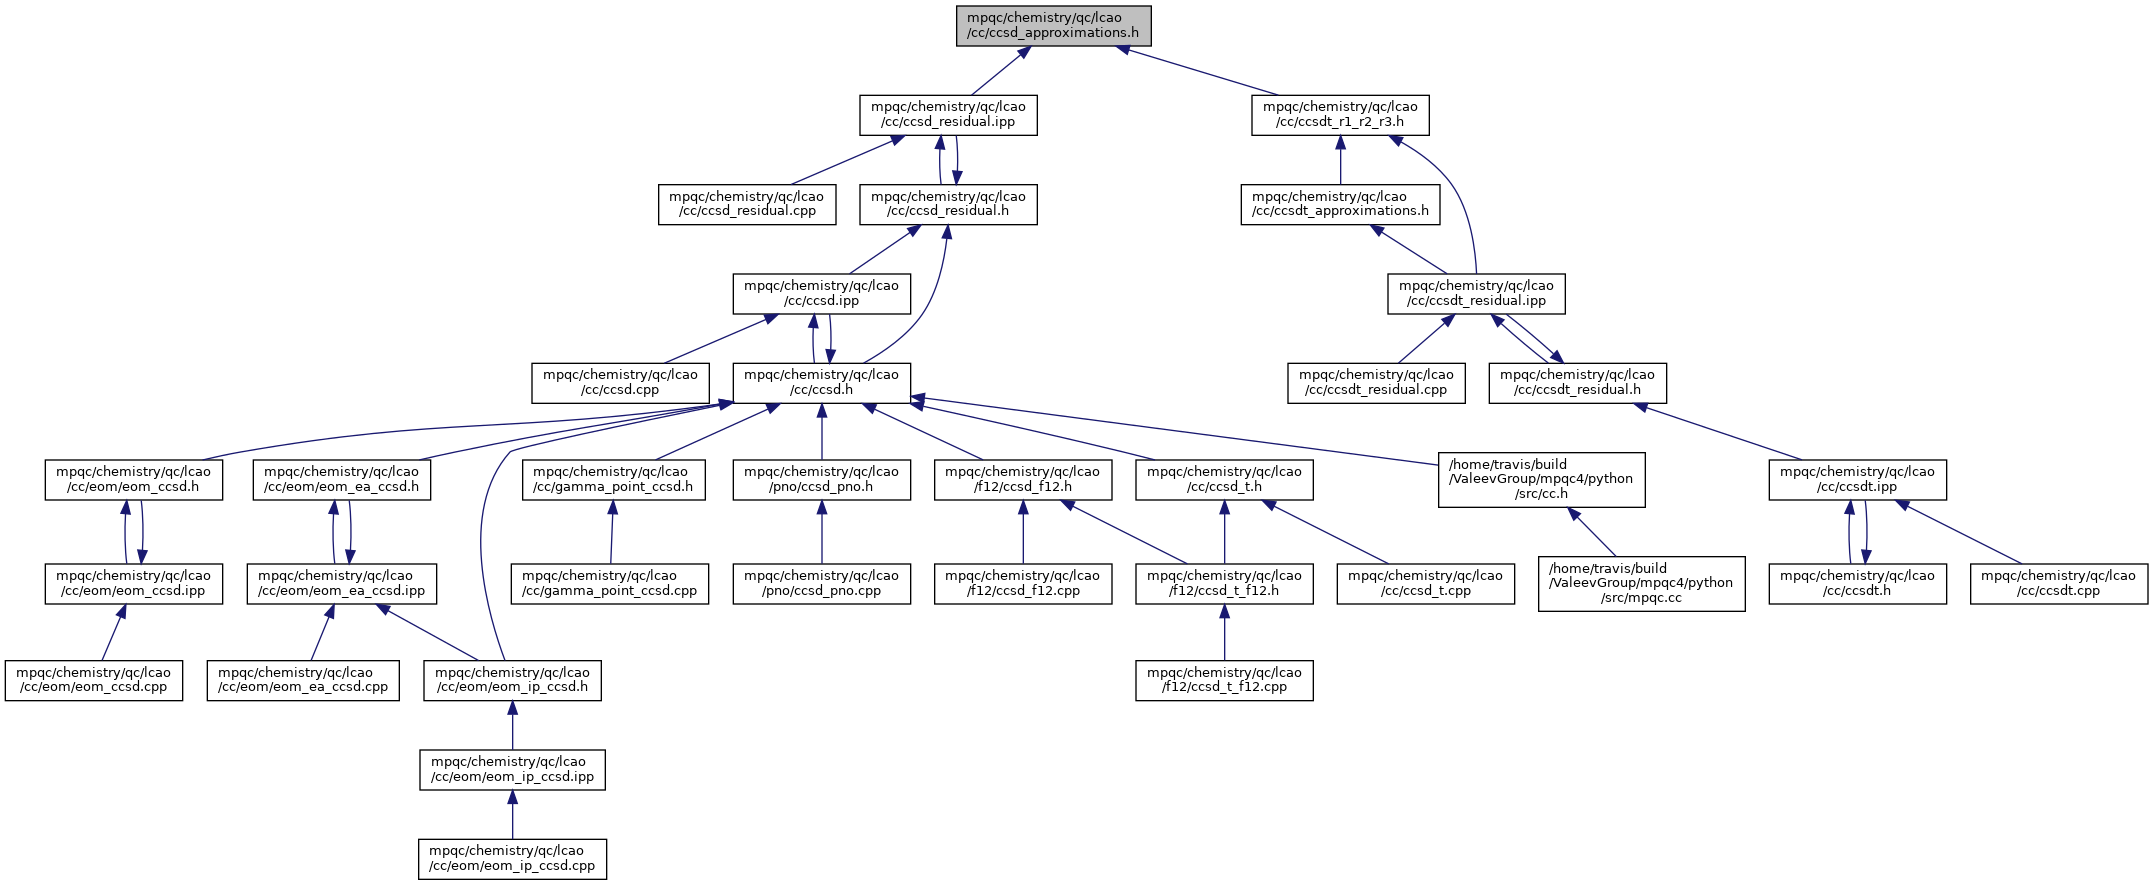 mpqc/chemistry/qc/lcao
/cc/ccsd_approximations.h
mpqc/chemistry/qc/lcao
/cc/ccsd_residual.ipp
mpqc/chemistry/qc/lcao
/cc/ccsdt_r1_r2_r3.h
mpqc/chemistry/qc/lcao
/cc/ccsd_residual.cpp
mpqc/chemistry/qc/lcao
/cc/ccsd_residual.h
mpqc/chemistry/qc/lcao
/cc/ccsdt_approximations.h
mpqc/chemistry/qc/lcao
/cc/ccsd.ipp
mpqc/chemistry/qc/lcao
/cc/ccsdt_residual.ipp
mpqc/chemistry/qc/lcao
/cc/ccsd.cpp
mpqc/chemistry/qc/lcao
/cc/ccsd.h
mpqc/chemistry/qc/lcao
/cc/ccsdt_residual.cpp
mpqc/chemistry/qc/lcao
/cc/ccsdt_residual.h
mpqc/chemistry/qc/lcao
/cc/eom/eom_ccsd.h
mpqc/chemistry/qc/lcao
/cc/eom/eom_ea_ccsd.h
mpqc/chemistry/qc/lcao
/cc/gamma_point_ccsd.h
mpqc/chemistry/qc/lcao
/pno/ccsd_pno.h
mpqc/chemistry/qc/lcao
/f12/ccsd_f12.h
mpqc/chemistry/qc/lcao
/cc/ccsd_t.h
/home/travis/build
/ValeevGroup/mpqc4/python
/src/cc.h
mpqc/chemistry/qc/lcao
/cc/ccsdt.ipp
mpqc/chemistry/qc/lcao
/cc/eom/eom_ccsd.ipp
mpqc/chemistry/qc/lcao
/cc/eom/eom_ea_ccsd.ipp
mpqc/chemistry/qc/lcao
/cc/gamma_point_ccsd.cpp
mpqc/chemistry/qc/lcao
/pno/ccsd_pno.cpp
mpqc/chemistry/qc/lcao
/f12/ccsd_f12.cpp
mpqc/chemistry/qc/lcao
/f12/ccsd_t_f12.h
mpqc/chemistry/qc/lcao
/cc/ccsd_t.cpp
/home/travis/build
/ValeevGroup/mpqc4/python
/src/mpqc.cc
mpqc/chemistry/qc/lcao
/cc/ccsdt.h
mpqc/chemistry/qc/lcao
/cc/ccsdt.cpp
mpqc/chemistry/qc/lcao
/cc/eom/eom_ccsd.cpp
mpqc/chemistry/qc/lcao
/cc/eom/eom_ea_ccsd.cpp
mpqc/chemistry/qc/lcao
/cc/eom/eom_ip_ccsd.h
mpqc/chemistry/qc/lcao
/f12/ccsd_t_f12.cpp
mpqc/chemistry/qc/lcao
/cc/eom/eom_ip_ccsd.ipp
mpqc/chemistry/qc/lcao
/cc/eom/eom_ip_ccsd.cpp